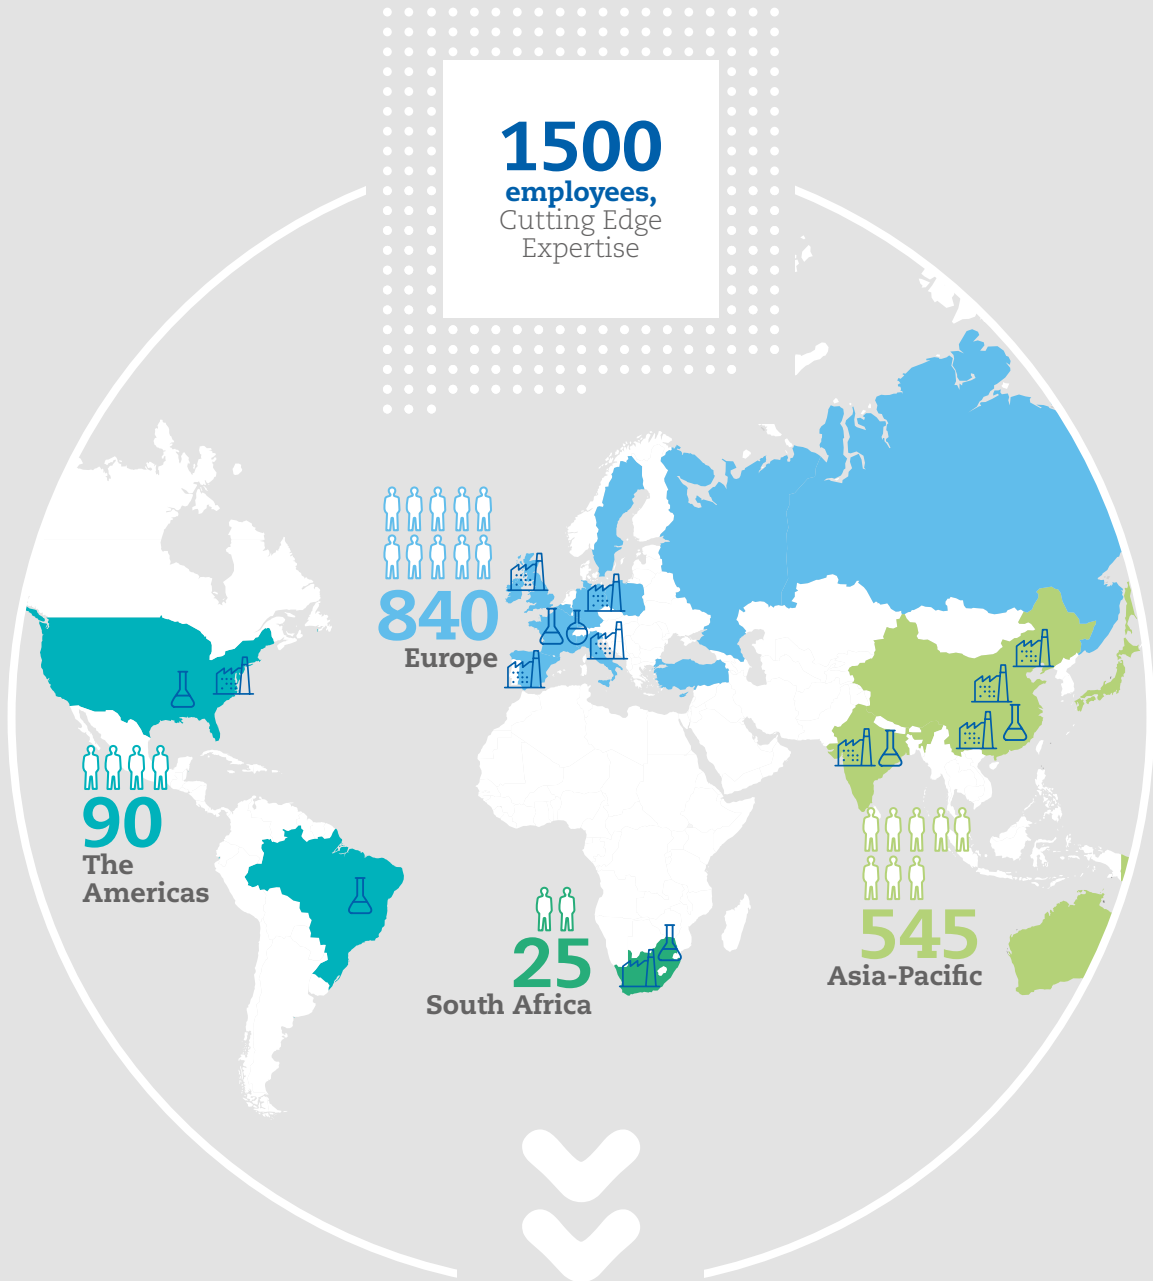 1500
employees,
Cutting Edge
Expertise
840
Europe
90
The
Americas
25
South Africa
545
Asia-Pacific